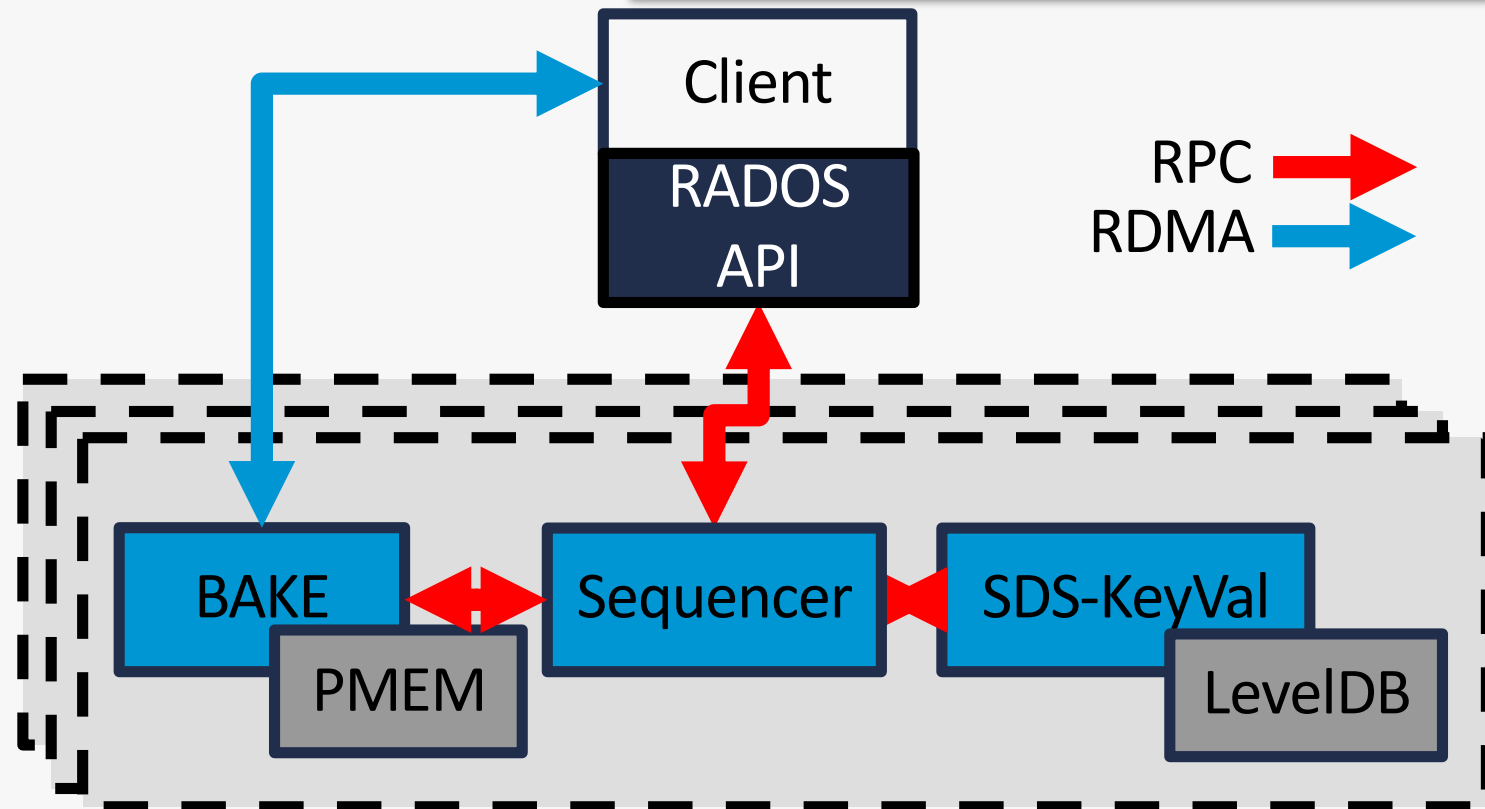 Client
RADOS
API
RPC
RDMA
BAKE
Sequencer
SDS-KeyVal
PMEM
LevelDB